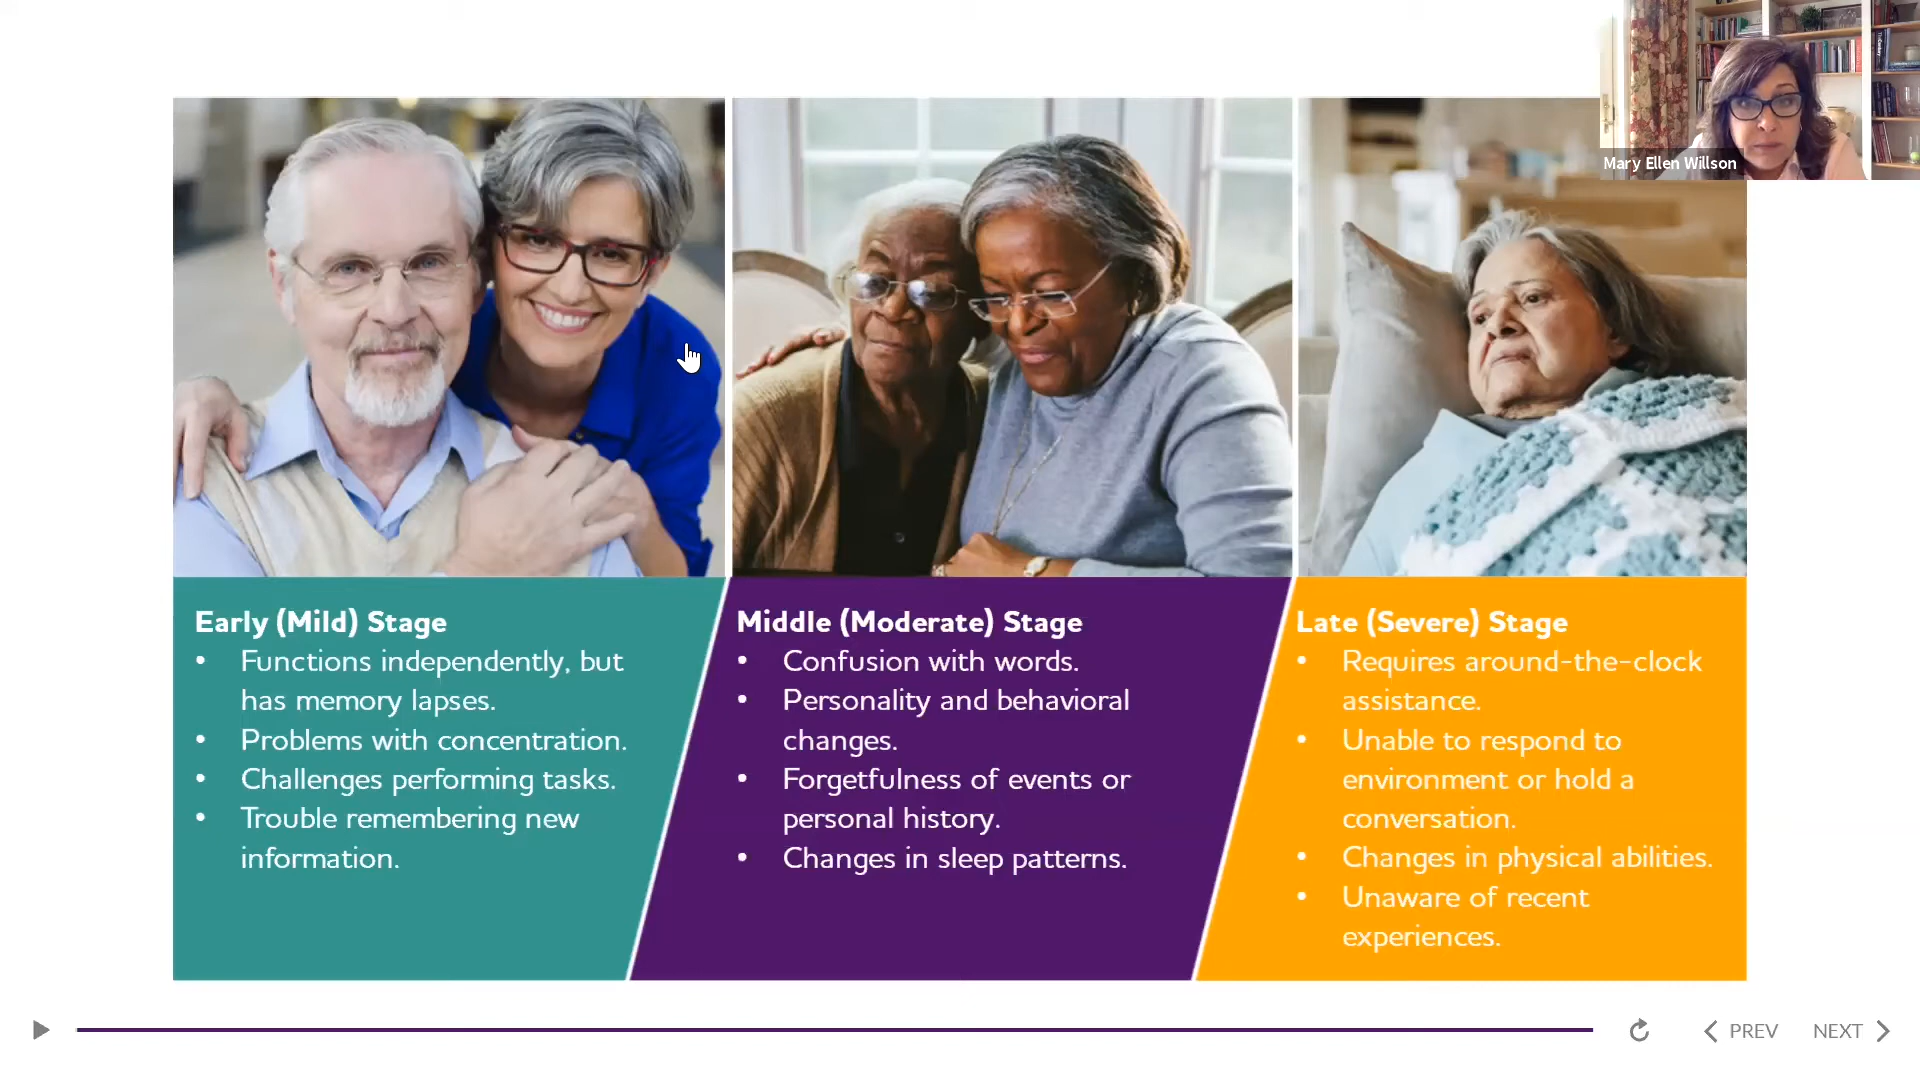 Mary Ellen Willson
Early (Mild) Stage
• Functions independently, but
has memory lapses.
• Problems with concentration.
• Challenges performing tasks.
• Trouble remembering new
information.
Middle (Moderate) Stage
• Confusion with words.
• Personality and behavioral
changes.
• Forgetfulness of events or
personal history.
• Changes in sleep patterns.
Late (Severe) Stage
• Requires around-the-clock
assistance.
• Unable to respond to
environment or hold a
conversation.
• Changes in physical abilities.
• Unaware of recent
experiences.
PREV
NEXT